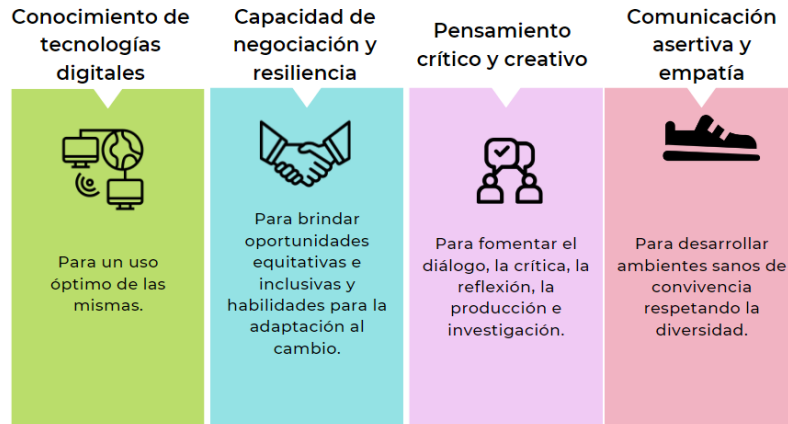 Conocimiento de
tecnologías
digitales
Para un uso
óptimo de las
mismas.
Capacidad de
negociación y
resiliencia
Para brindar
oportunidades
equitativas e
inclusivas y
habilidades para la
adaptación al
cambio.
Pensamiento
crítico y creativo
Para fomentar el
diálogo, la crítica, la
reflexión, la
producción e
investigación.
Comunicación
asertiva y
empatía
Para desarrollar
ambientes sanos de
convivencia
respetando la
diversidad.